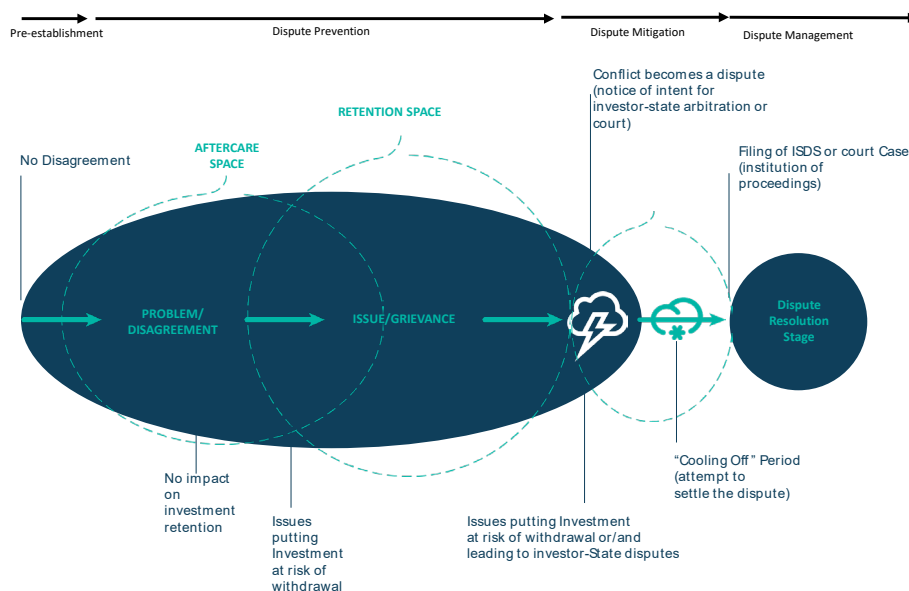 Pre-establishment
Dispute Prevention
Dispute Mitigation
Dispute Management
Conflict becomes a dispute
(notice of intent for
investor-state arbitration or
court)
RETENTION SPACE
AFTERCARE
SPACE
No Disagreement
Filing of ISDS or court Case
(institution of
proceedings)
PROBLEM/
DISAGREEMENT
ISSUE/GRIEVANCE
Dispute
Resolution
Stage
No impact
on
investment
retention
Issues
putting
Investment
at risk of
withdrawal
Issues putting Investment
at risk of withdrawal or/and
leading to investor-State disputes
“Cooling Off” Period
(attempt to
settle the dispute)